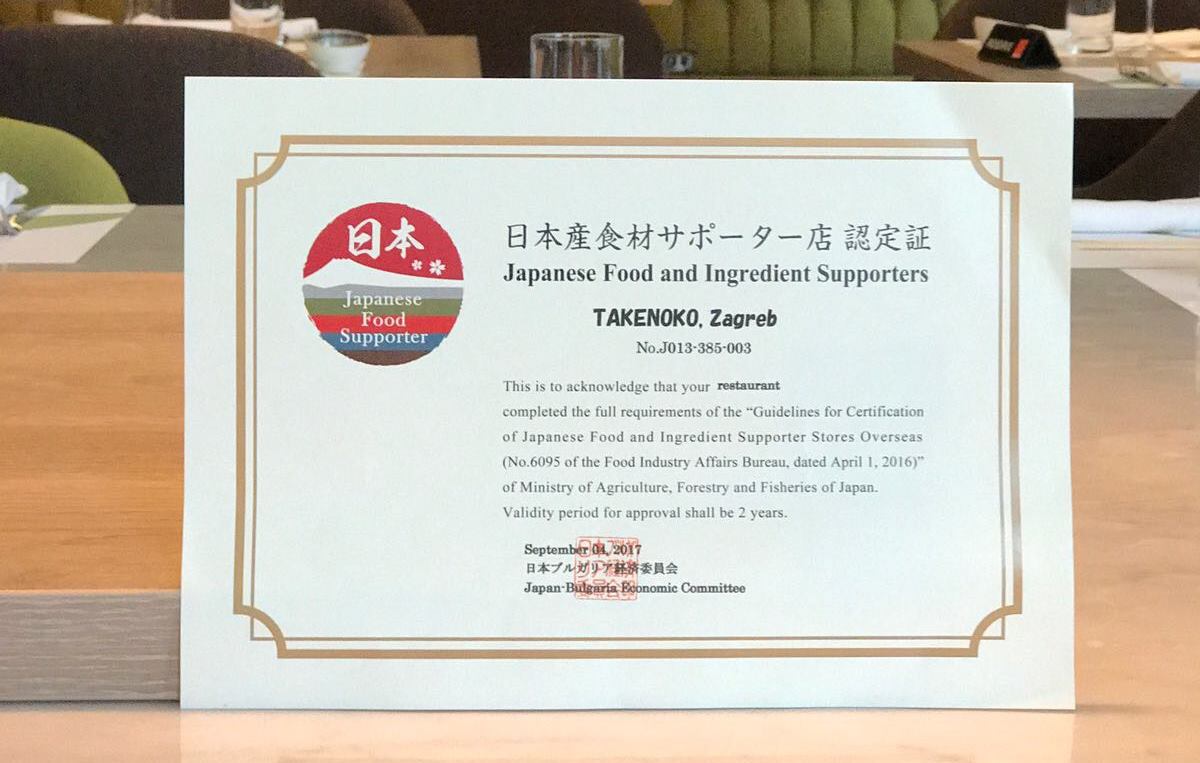 日本
Japanese
Food
Supporter
日本産食材サポーター店 認定証
Japanese Food and Ingredient Supporters
TAKENOKO, Zagreb
No.J013-385-003
This is to acknowledge that your restaurant
completed the full requirements of the “Guidelines for Certification
of Japanese Food and Ingredient Supporter Stores Overseas
(No.6095 of the Food Industry Affairs Bureau, dated April 1, 2016)”
of Ministry of Agriculture, Forestry and Fisheries of Japan.
Validity period for approval shall be 2 years.
September 04, 2017
日本ブルガリア経済委員会
Japan-Bulgaria Economic Committee